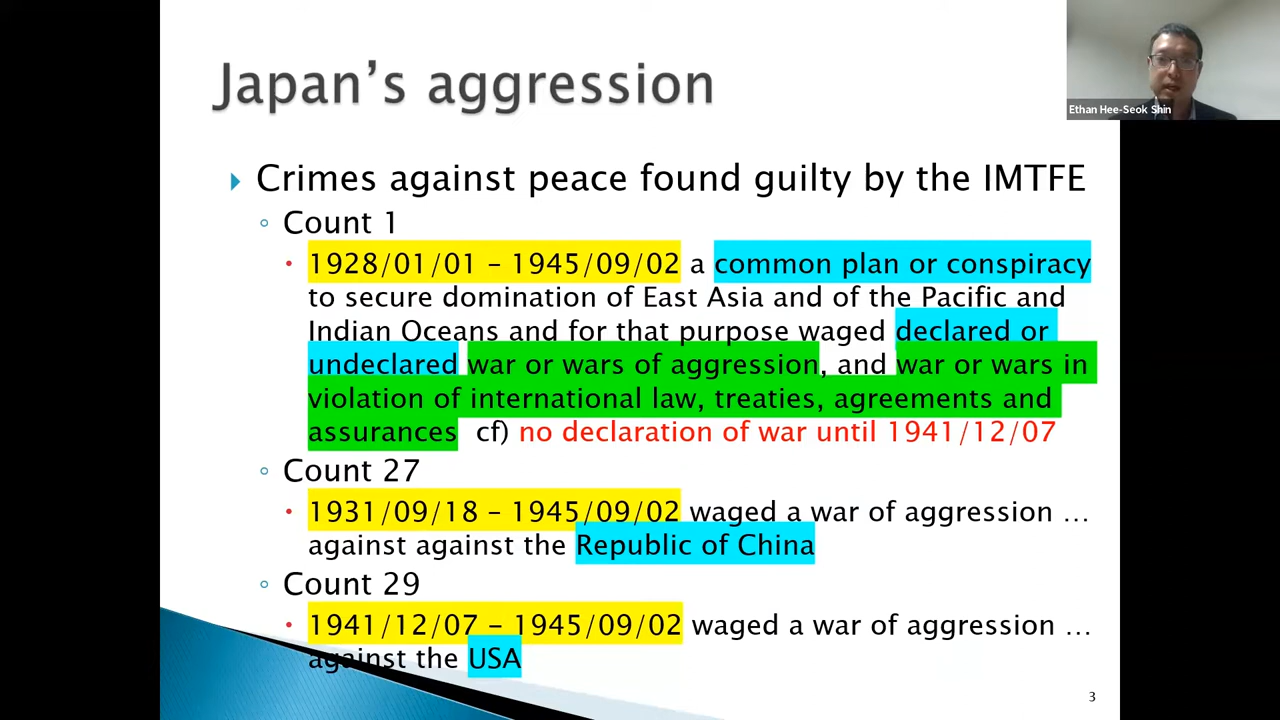 Japan's aggression
Ethan Hee-Seok Shin
Crimes against peace found guilty by the IMTFE
Count 1
1928/01/01 – 1945/09/02 a common plan or conspiracy
to secure domination of East Asia and of the Pacific and
Indian Oceans and for that purpose waged declared or
undeclared war or wars of aggression, and war or wars in
violation of international law, treaties, agreements and
assurances cf) no declaration of war until 1941/12/07
Count 27
1931/09/18 – 1945/09/02 waged a war of aggression …
against against the Republic of China
Count 29
1941/12/07 – 1945/09/02 waged a war of aggression …
against the USA
3